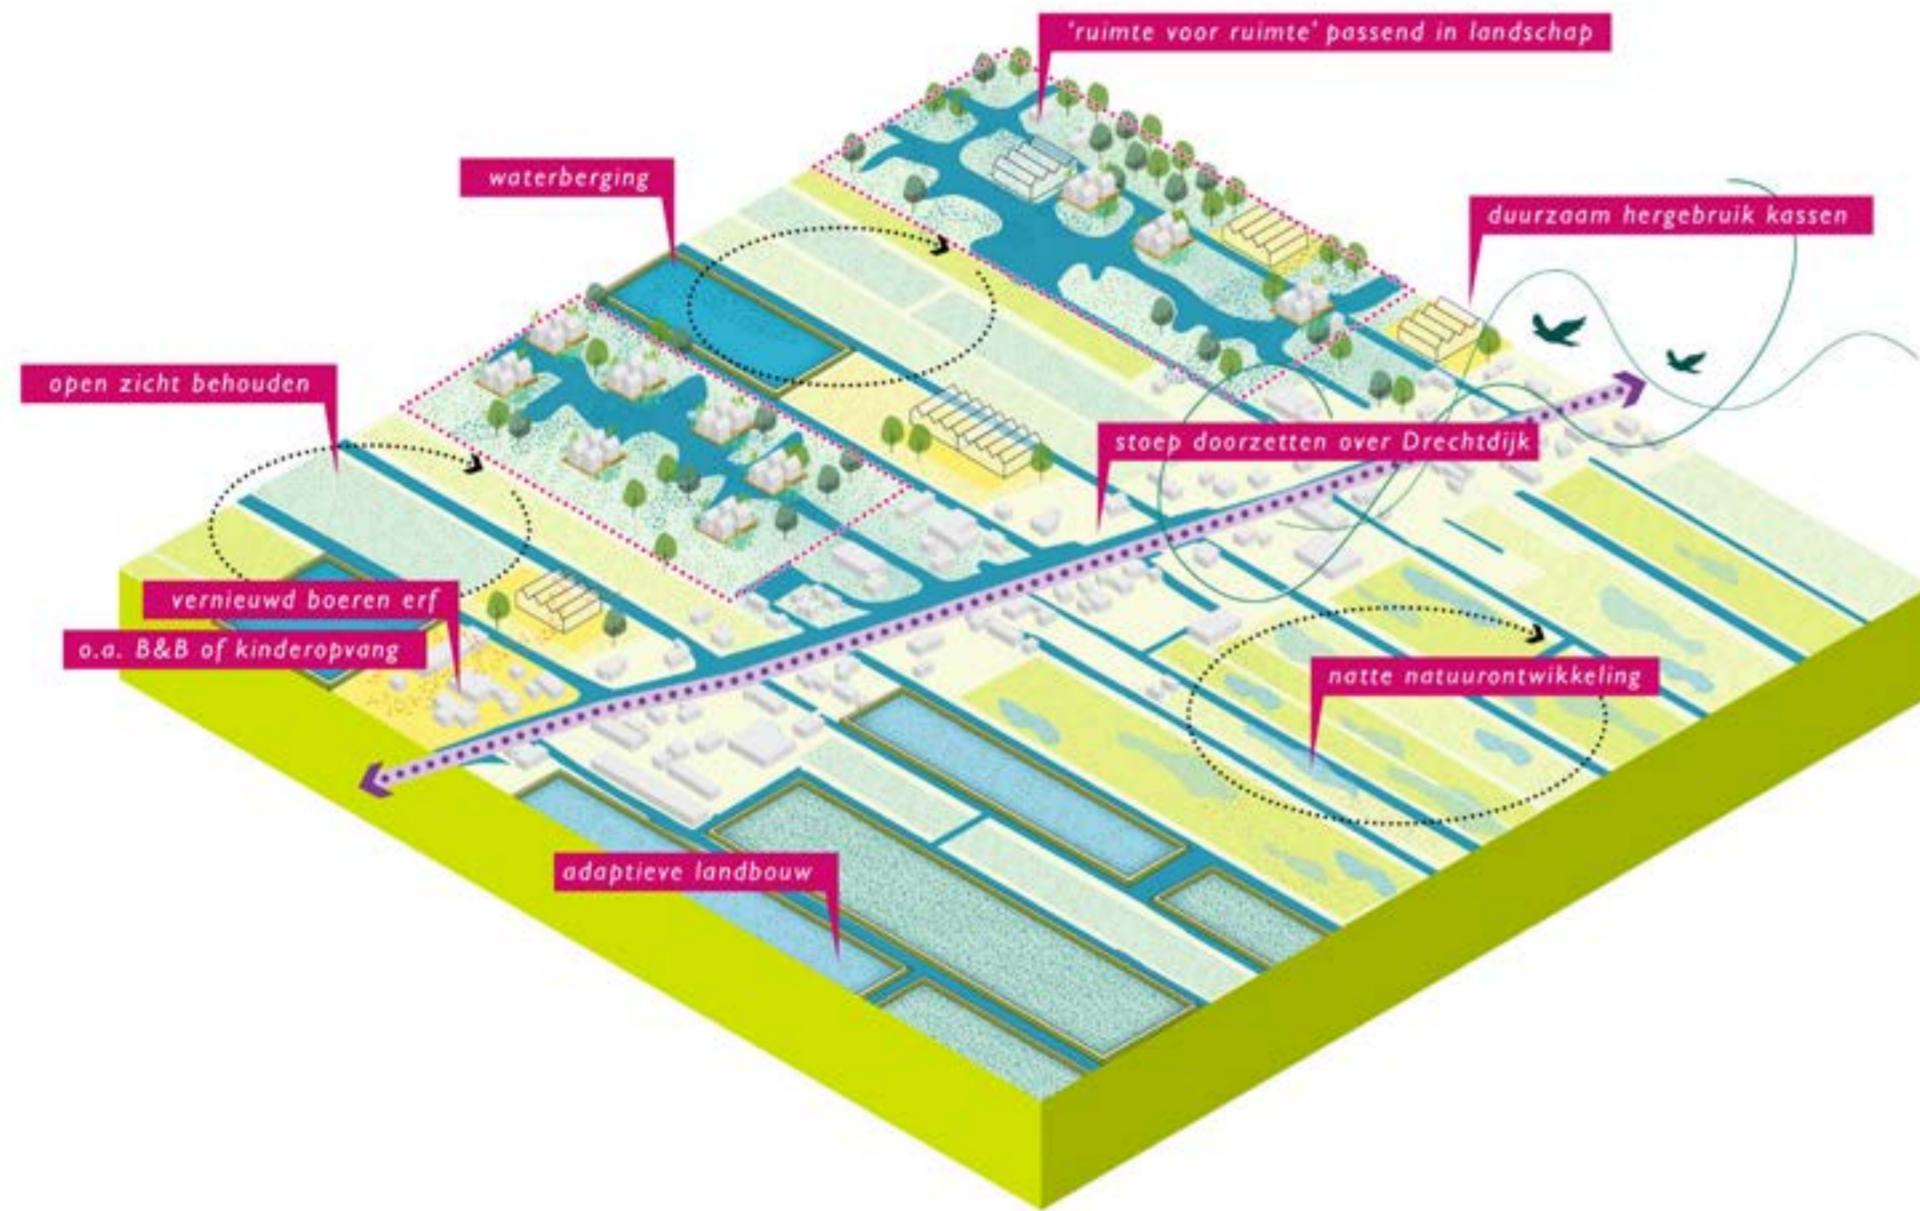 'ruimte voor ruimte' passend in landschap
waterberging
duurzaam hergebruik kassen
open zicht behouden
stoep doorzetten over Drechtdijk
vernieuwd boeren erf
o.a. B&B of kinderopvang
natte natuurontwikkeling
adaptieve landbouw